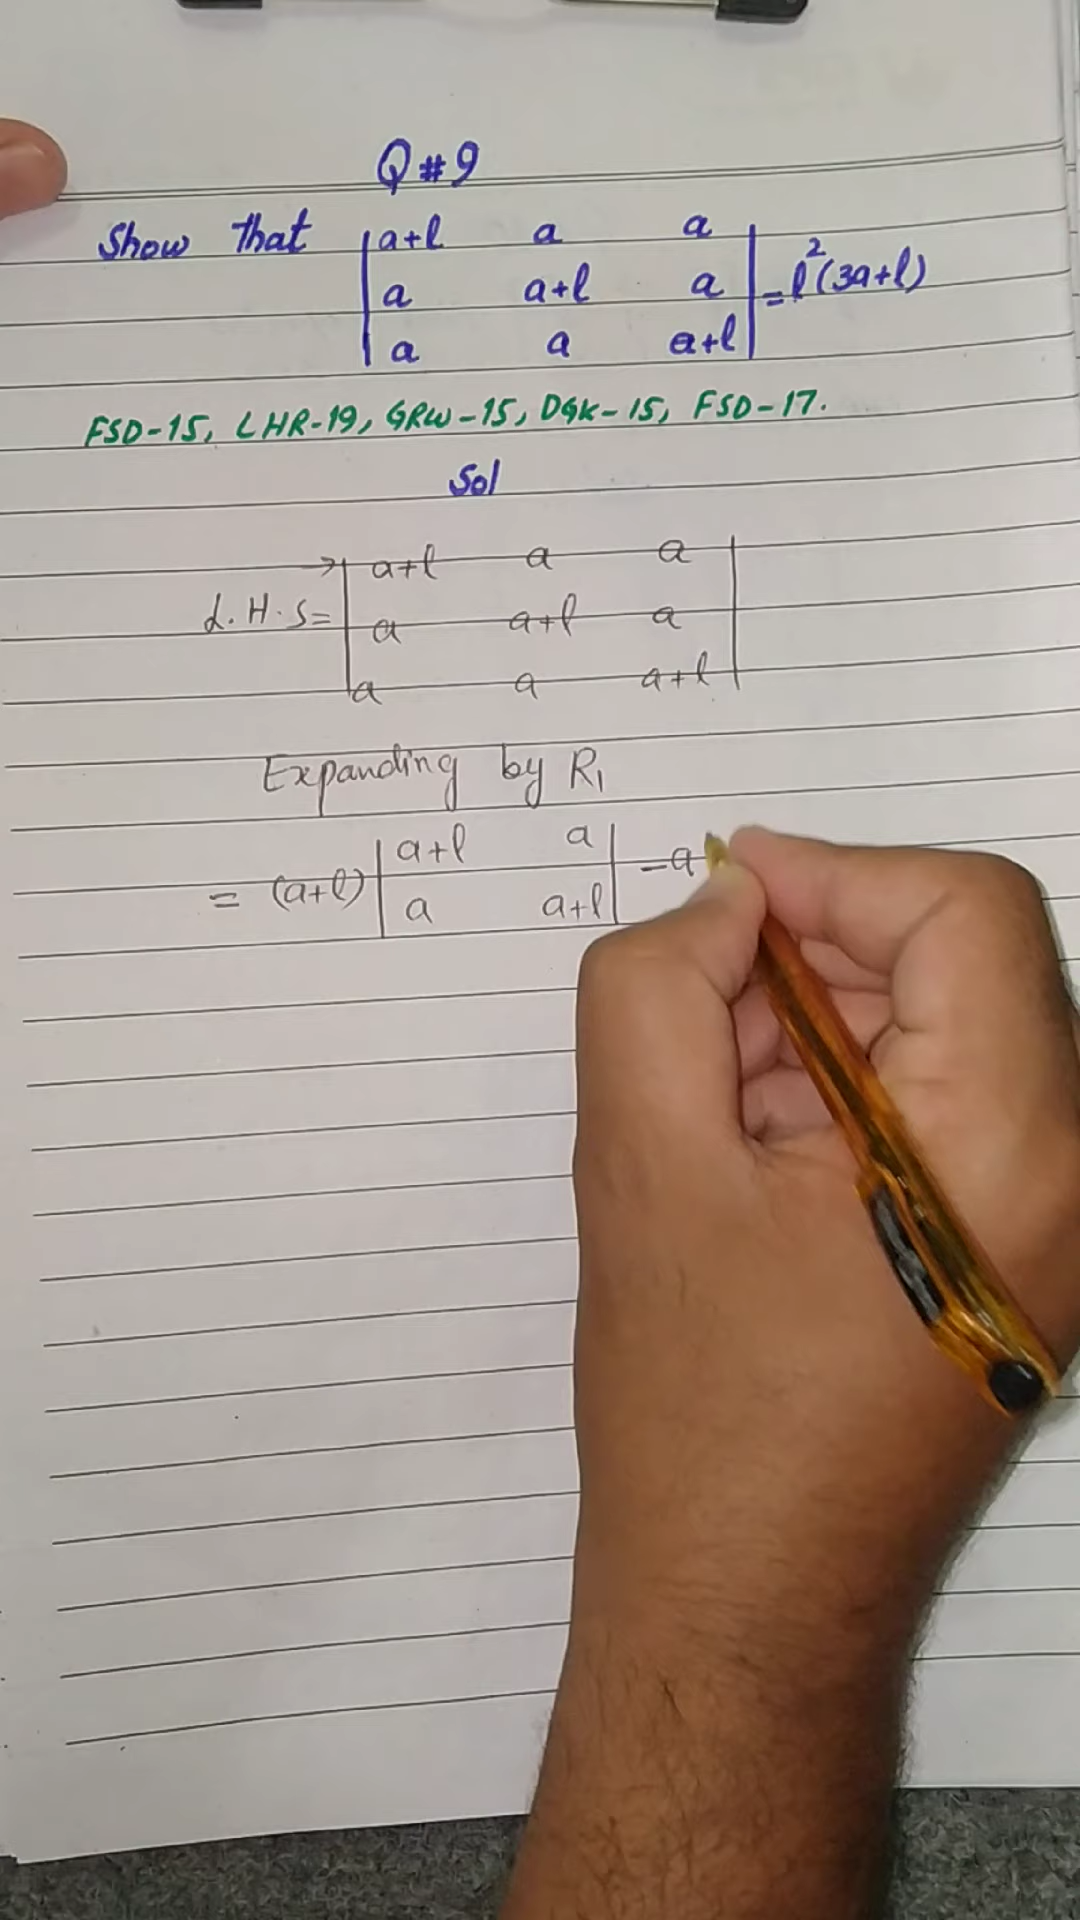 Q#9
Show that |a+l a a|
|a a+l a| = l²(3a+l)
|a a a+l|
FSD-15, LHR-19, GRW-15, DGK-15, FSD-17.
Sol
→ |a+l a a|
L.H.S= |a a+l a|
|a a a+l|
Expanding by R₁
|a+l a|
= (a+l) |a a+l| -a